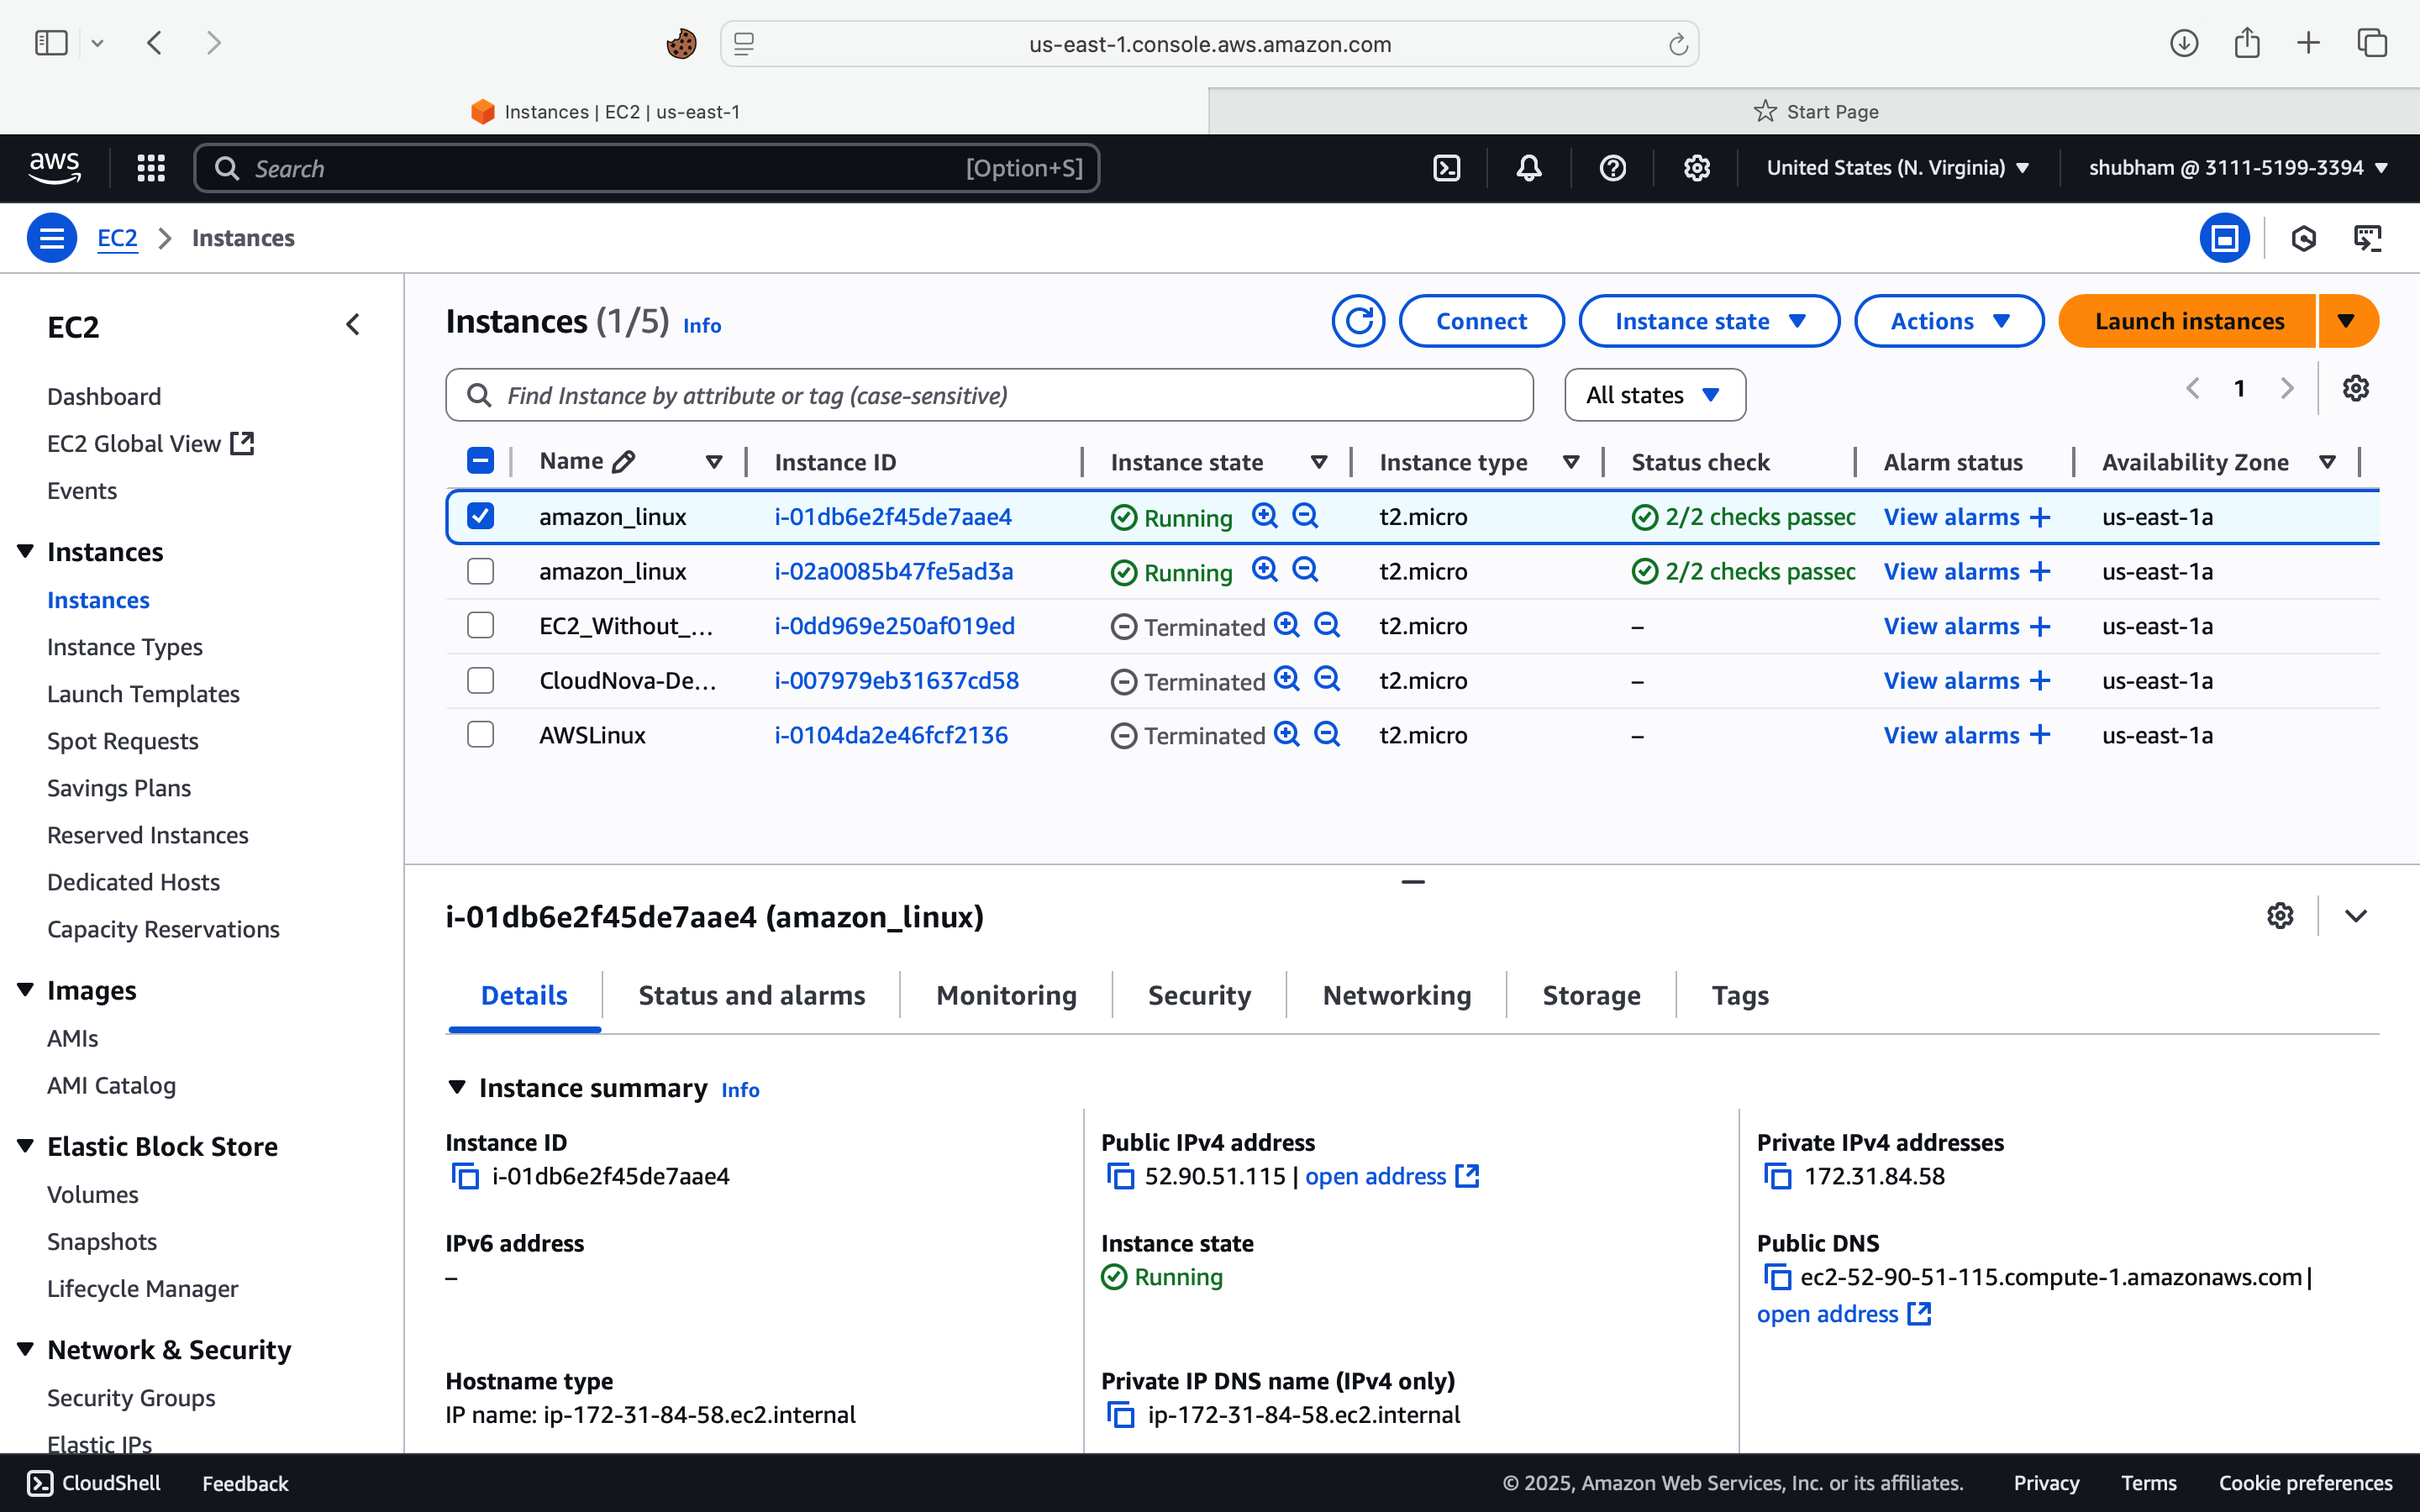 us-east-1.console.aws.amazon.com
Instances | EC2 | us-east-1
Start Page
aws
Search
[Option+S]
United States (N. Virginia)
shubham @ 3111-5199-3394
EC2
Instances
EC2
Dashboard
EC2 Global View
Events
Instances
Instances
Instance Types
Launch Templates
Spot Requests
Savings Plans
Reserved Instances
Dedicated Hosts
Capacity Reservations
Images
AMIs
AMI Catalog
Elastic Block Store
Volumes
Snapshots
Lifecycle Manager
Network & Security
Security Groups
Elastic IPs
Instances (1/5) Info
Connect
Instance state
Actions
Launch instances
Find Instance by attribute or tag (case-sensitive)
All states
1
Name Instance ID Instance state Instance type Status check Alarm status Availability Zone
amazon_linux i-01db6e2f45de7aae4 Running t2.micro 2/2 checks passec View alarms + us-east-1a
amazon_linux i-02a0085b47fe5ad3a Running t2.micro 2/2 checks passec View alarms + us-east-1a
EC2_Without_... i-0dd969e250af019ed Terminated t2.micro – View alarms + us-east-1a
CloudNova-De... i-007979eb31637cd58 Terminated t2.micro – View alarms + us-east-1a
AWSLinux i-0104da2e46fcf2136 Terminated t2.micro – View alarms + us-east-1a
i-01db6e2f45de7aae4 (amazon_linux)
Details Status and alarms Monitoring Security Networking Storage Tags
Instance summary Info
Instance ID
i-01db6e2f45de7aae4
Public IPv4 address
52.90.51.115 | open address
Private IPv4 addresses
172.31.84.58
IPv6 address
–
Instance state
Running
Public DNS
ec2-52-90-51-115.compute-1.amazonaws.com |
open address
Hostname type
IP name: ip-172-31-84-58.ec2.internal
Private IP DNS name (IPv4 only)
ip-172-31-84-58.ec2.internal
CloudShell
Feedback
© 2025, Amazon Web Services, Inc. or its affiliates.
Privacy
Terms
Cookie preferences